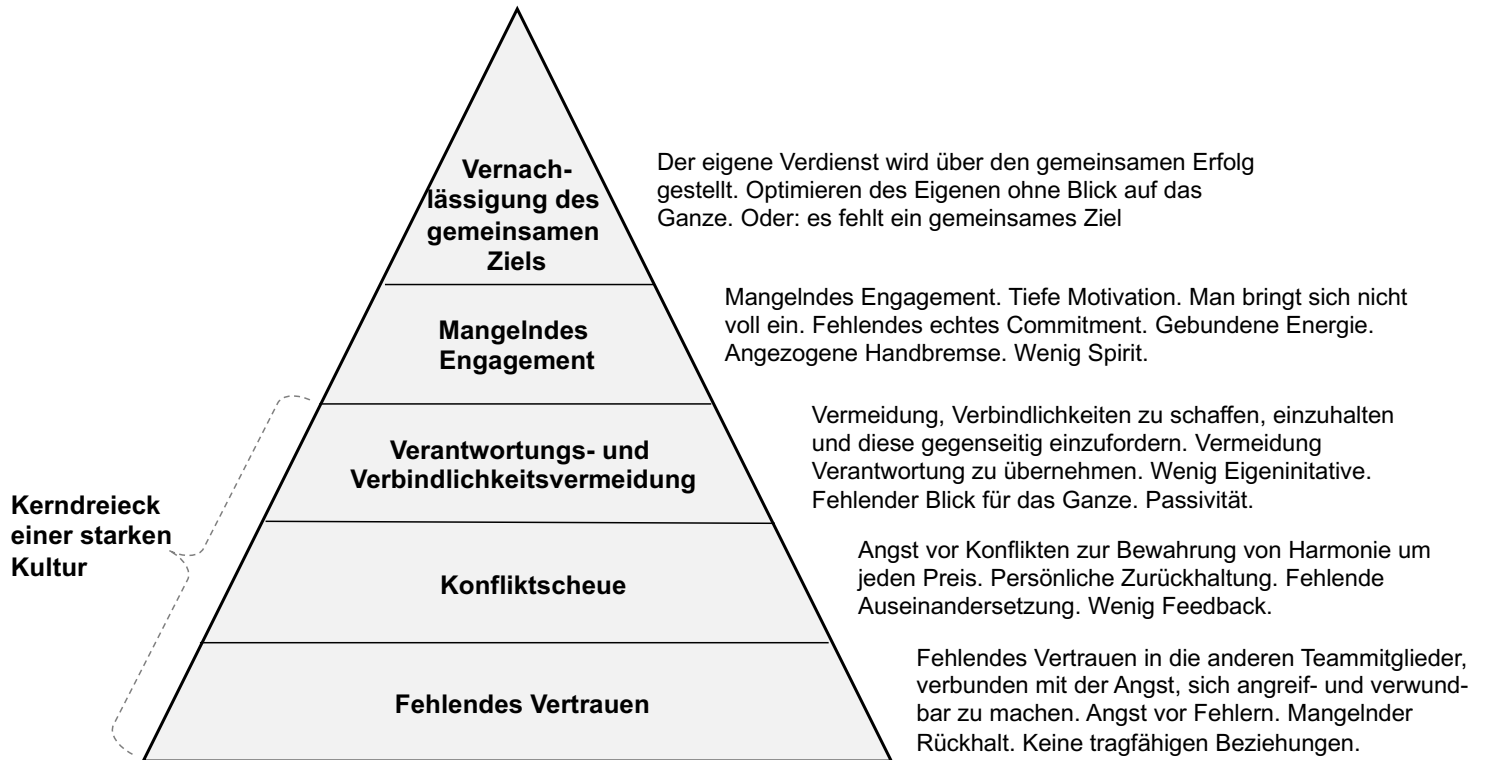 Vernach-
lässigung des
gemeinsamen
Ziels
Der eigene Verdienst wird über den gemeinsamen Erfolg
gestellt. Optimieren des Eigenen ohne Blick auf das
Ganze. Oder: es fehlt ein gemeinsames Ziel
Mangelndes
Engagement
Mangelndes Engagement. Tiefe Motivation. Man bringt sich nicht
voll ein. Fehlendes echtes Commitment. Gebundene Energie.
Angezogene Handbremse. Wenig Spirit.
Verantwortungs- und
Verbindlichkeitsvermeidung
Vermeidung, Verbindlichkeiten zu schaffen, einzuhalten
und diese gegenseitig einzufordern. Vermeidung
Verantwortung zu übernehmen. Wenig Eigeninitative.
Fehlender Blick für das Ganze. Passivität.
Kerndreieck
einer starken
Kultur
Konfliktscheue
Angst vor Konflikten zur Bewahrung von Harmonie um
jeden Preis. Persönliche Zurückhaltung. Fehlende
Auseinandersetzung. Wenig Feedback.
Fehlendes Vertrauen
Fehlendes Vertrauen in die anderen Teammitglieder,
verbunden mit der Angst, sich angreif- und verwund-
bar zu machen. Angst vor Fehlern. Mangelnder
Rückhalt. Keine tragfähigen Beziehungen.